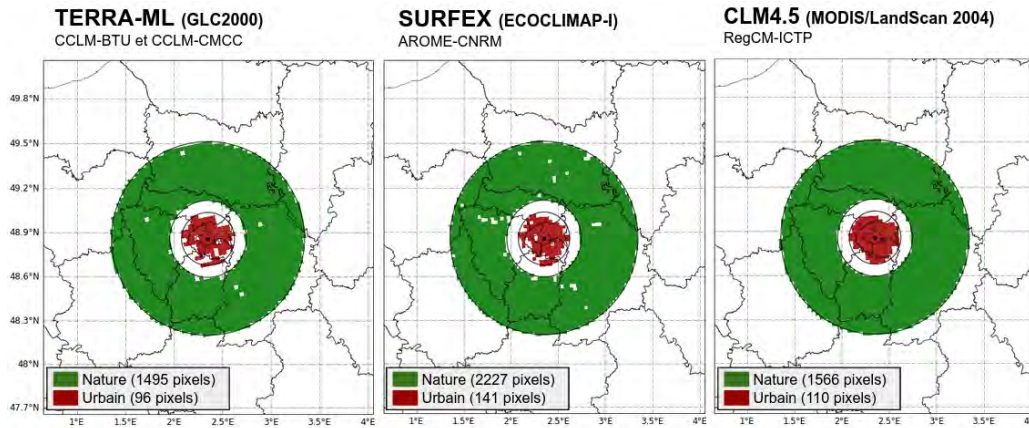 TERRA-ML (GLC2000)
CCLM-BTU et CCLM-CMCC
SURFEX (ECOCLIMAP-I)
AROME-CNRM
CLM4.5 (MODIS/LandScan 2004)
RegCM-ICTP
49.8°N
49.5°N
49.2°N
48.9°N
48.6°N
48.3°N
48°N
47.7°N
Nature (1495 pixels)
Urbain (96 pixels)
Nature (2227 pixels)
Urbain (141 pixels)
Nature (1566 pixels)
Urbain (110 pixels)
1°E 1.5°E 2°E 2.5°E 3°E 3.5°E 4°E
1°E 1.5°E 2°E 2.5°E 3°E 3.5°E 4°E
1°E 1.5°E 2°E 2.5°E 3°E 3.5°E 4°E